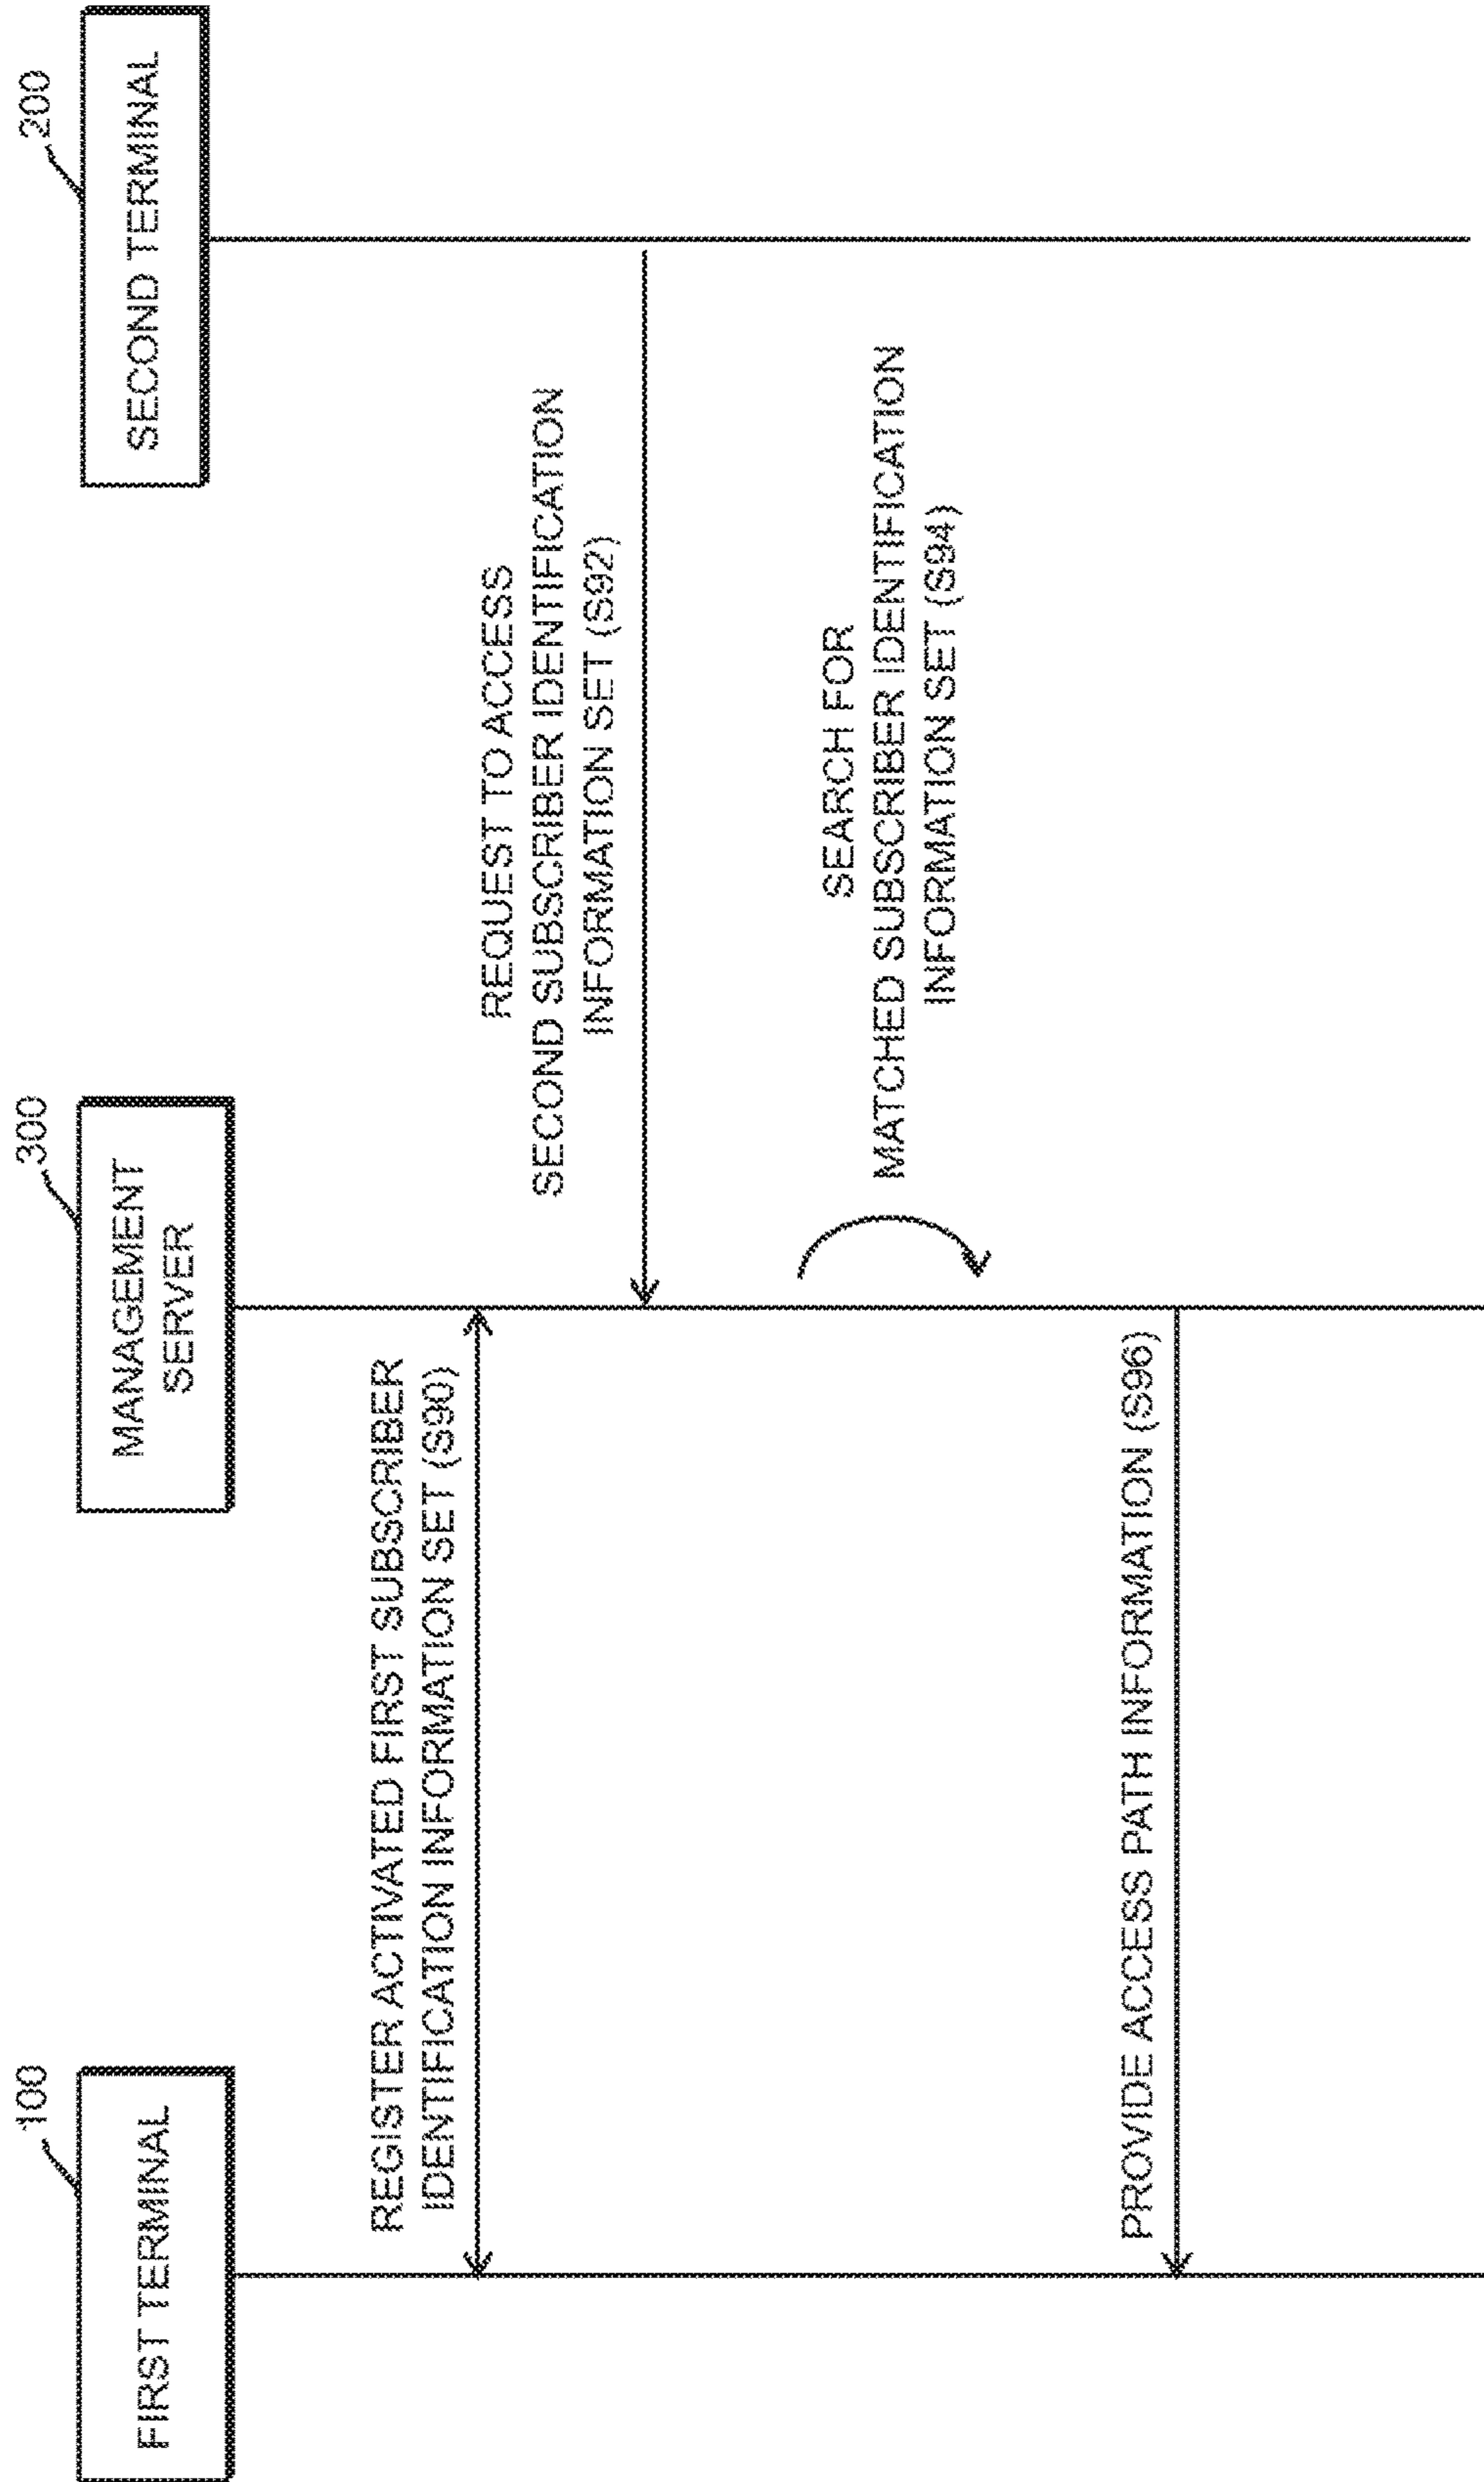 100
FIRST TERMINAL
300
MANAGEMENT
SERVER
200
SECOND TERMINAL
REGISTER ACTIVATED FIRST SUBSCRIBER
IDENTIFICATION INFORMATION SET (S90)
REQUEST TO ACCESS
SECOND SUBSCRIBER IDENTIFICATION
INFORMATION SET (S92)
SEARCH FOR
MATCHED SUBSCRIBER IDENTIFICATION
INFORMATION SET (S94)
PROVIDE ACCESS PATH INFORMATION (S96)